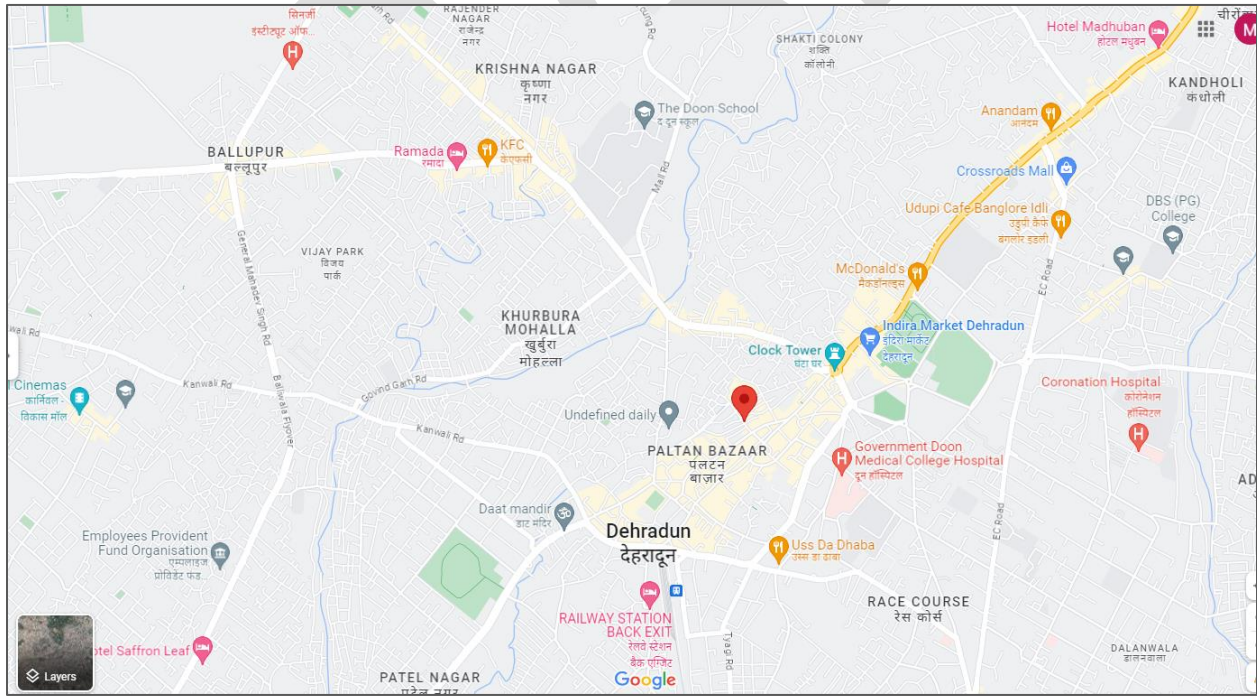 सिनर्जी
इंस्टीट्यूट ऑफ...
RAJENDER
NAGAR
राजेन्द्र
नगर
KRISHNA NAGAR
कृष्णा
नगर
SHAKTI COLONY
शक्ति
कॉलोनी
Hotel Madhuban
होटल मधुबन
M
KANDHOLI
कंधोली
The Doon School
द दून स्कूल
Anandam
आनंदम
BALLUPUR
बल्लूपुर
Ramada
रमादा
KFC
केएफसी
Mall Rd
Crossroads Mall
DBS (PG)
College
Udupi Cafe Banglore Idli
उडुपी कैफे
बंगलोर इडली
General Mahadev Singh Rd
VIJAY PARK
विजय
पार्क
McDonald's
मैकडॉनल्ड्स
EC Road
KHURBURA
MOHALLA
खुर्बुरा
मोहल्ला
Indira Market Dehradun
इंदिरा मार्केट
देहरादून
Clock Tower
घंटा घर
Cinemas
कार्निवल -
विकास मॉल
Kanwali Rd
Govind Garh Rd
Balliwala Flyover
Kanwali Rd
Coronation Hospital
कोरोनेशन
हॉस्पिटल
Undefined daily
PALTAN BAZAAR
पलटन
बाज़ार
Government Doon
Medical College Hospital
दून हॉस्पिटल
Daat mandir
डाट मंदिर
Dehradun
देहरादून
Employees Provident
Fund Organisation
एम्पलाइज
प्रोविडेंट फंड...
Uss Da Dhaba
उस्स डा ढाबा
EC Road
RACE COURSE
रेस कोर्स
RAILWAY STATION
BACK EXIT
रेलवे स्टेशन
बैक एग्जिट
Tyagi Rd
DALANWALA
डालनवाला
otel Saffron Leaf
Layers
PATEL NAGAR
पटेल नगर
Google